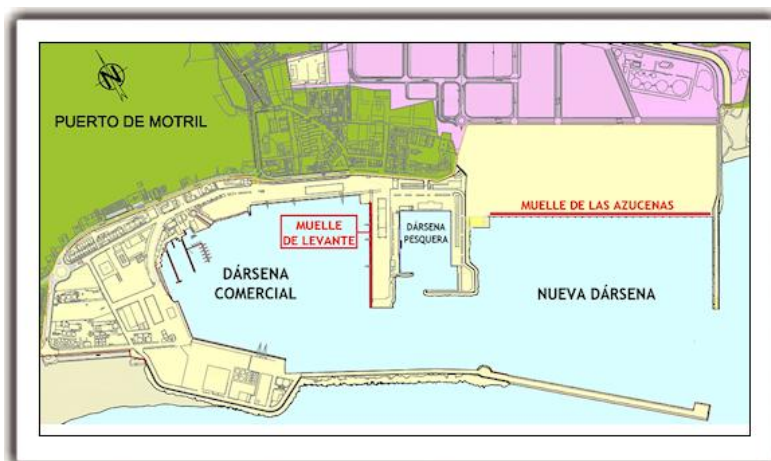 N
PUERTO DE MOTRIL
MUELLE DE LAS AZUCENAS
MUELLE
DE LEVANTE
DÁRSENA
PESQUERA
DÁRSENA
COMERCIAL
NUEVA DÁRSENA